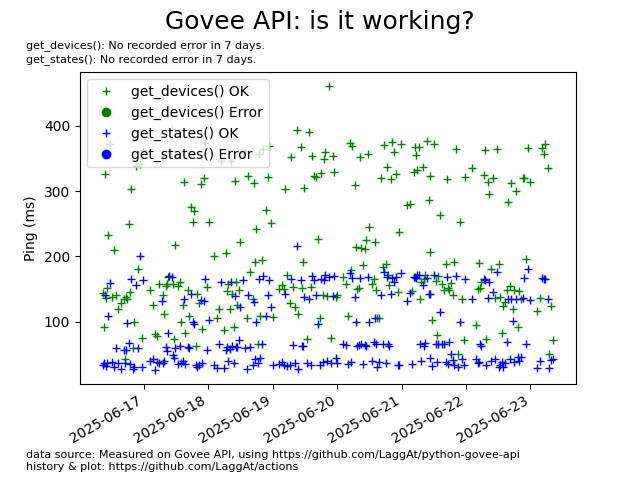 Govee API: is it working?
get_devices(): No recorded error in 7 days.
get_states(): No recorded error in 7 days.
get_devices() OK
get_devices() Error
get_states() OK
get_states() Error
Ping (ms)
400
300
200
100
2025-06-17
2025-06-18
2025-06-19
2025-06-20
2025-06-21
2025-06-22
2025-06-23
data source: Measured on Govee API, using https://github.com/LaggAt/python-govee-api
history & plot: https://github.com/LaggAt/actions